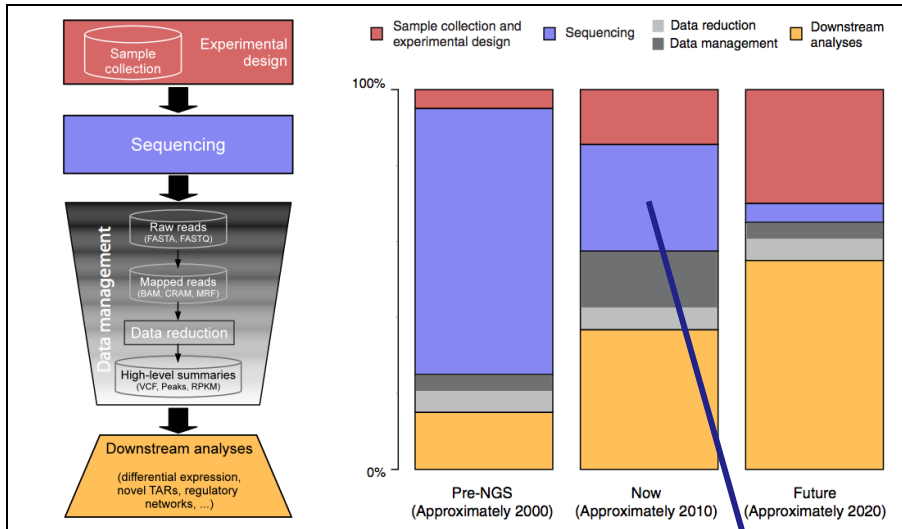 Sample
collection
Experimental
design
Sequencing
Data management
Raw reads
(FASTA, FASTQ)
Mapped reads
(BAM, CRAM, MRF)
Data reduction
High-level summaries
(VCF, Peaks, RPKM)
Downstream analyses
(differential expression,
novel TARs, regulatory
networks, ...)
Sample collection and
experimental design
Sequencing
Data reduction
Data management
Downstream
analyses
100%
0%
Pre-NGS
(Approximately 2000)
Now
(Approximately 2010)
Future
(Approximately 2020)